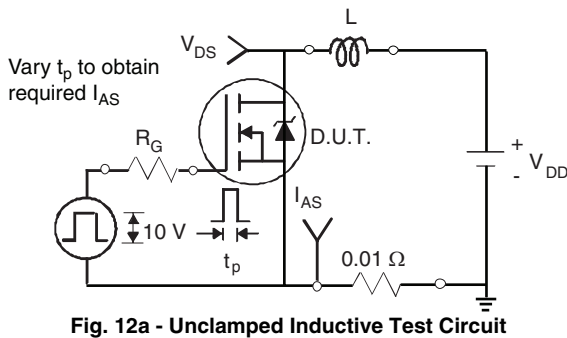 L
V_DS
Vary t_p to obtain
required I_AS
R_G
D.U.T.
+
V_DD
-
I_AS
10 V
t_p
0.01 Ω
Fig. 12a - Unclamped Inductive Test Circuit